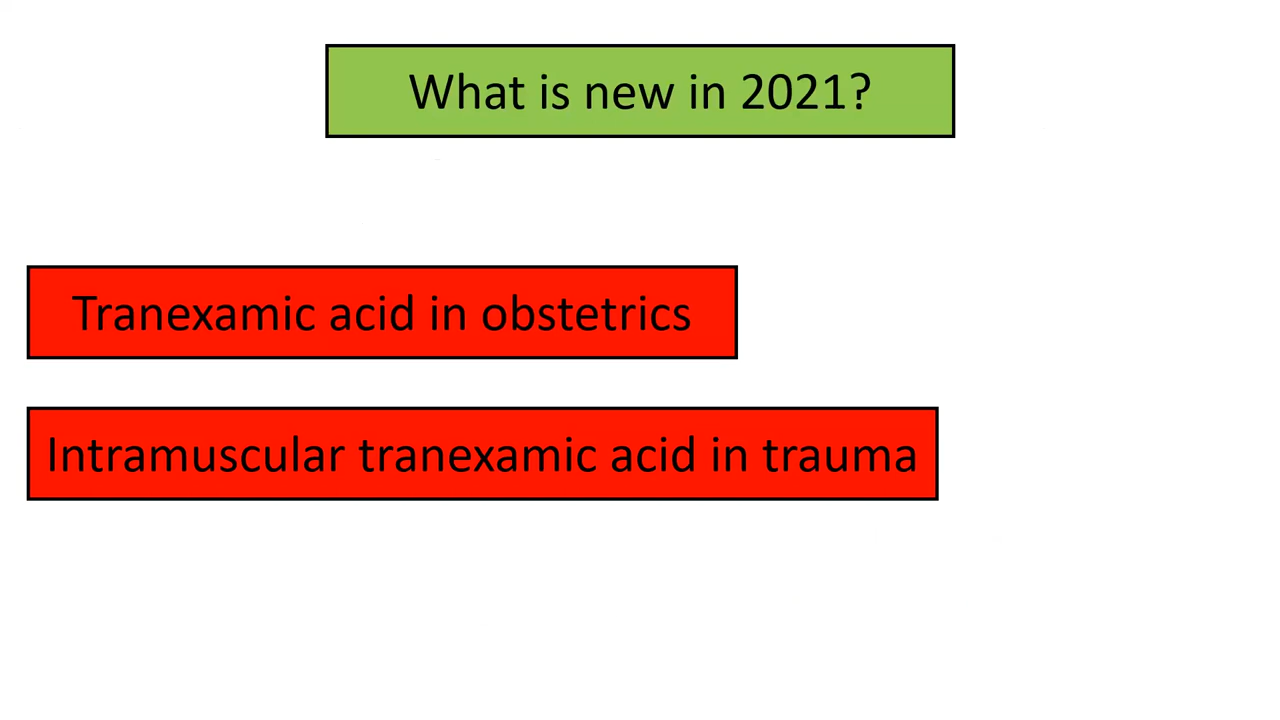 What is new in 2021?
Tranexamic acid in obstetrics
Intramuscular tranexamic acid in trauma